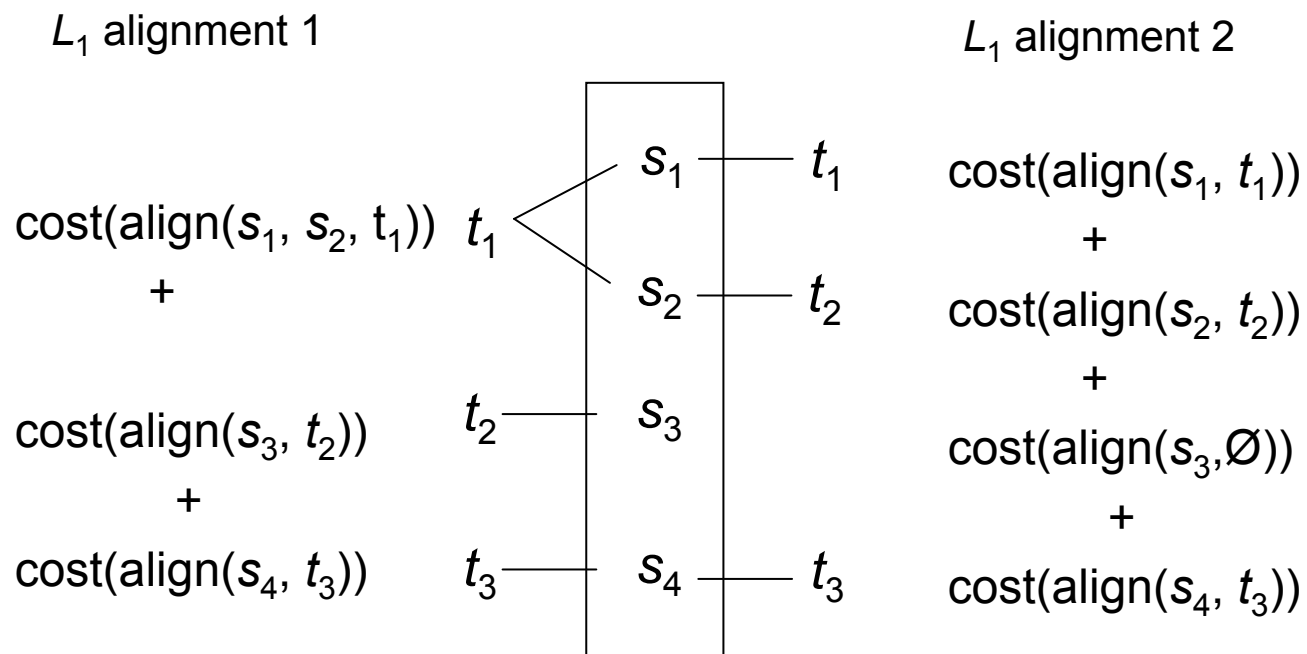 L₁ alignment 1
L₁ alignment 2
cost(align(s₁, s₂, t₁))
+
cost(align(s₃, t₂))
+
cost(align(s₄, t₃))
t₁
t₂
t₃
s₁
s₂
s₃
s₄
t₁
t₂
t₃
cost(align(s₁, t₁))
+
cost(align(s₂, t₂))
+
cost(align(s₃,Ø))
+
cost(align(s₄, t₃))